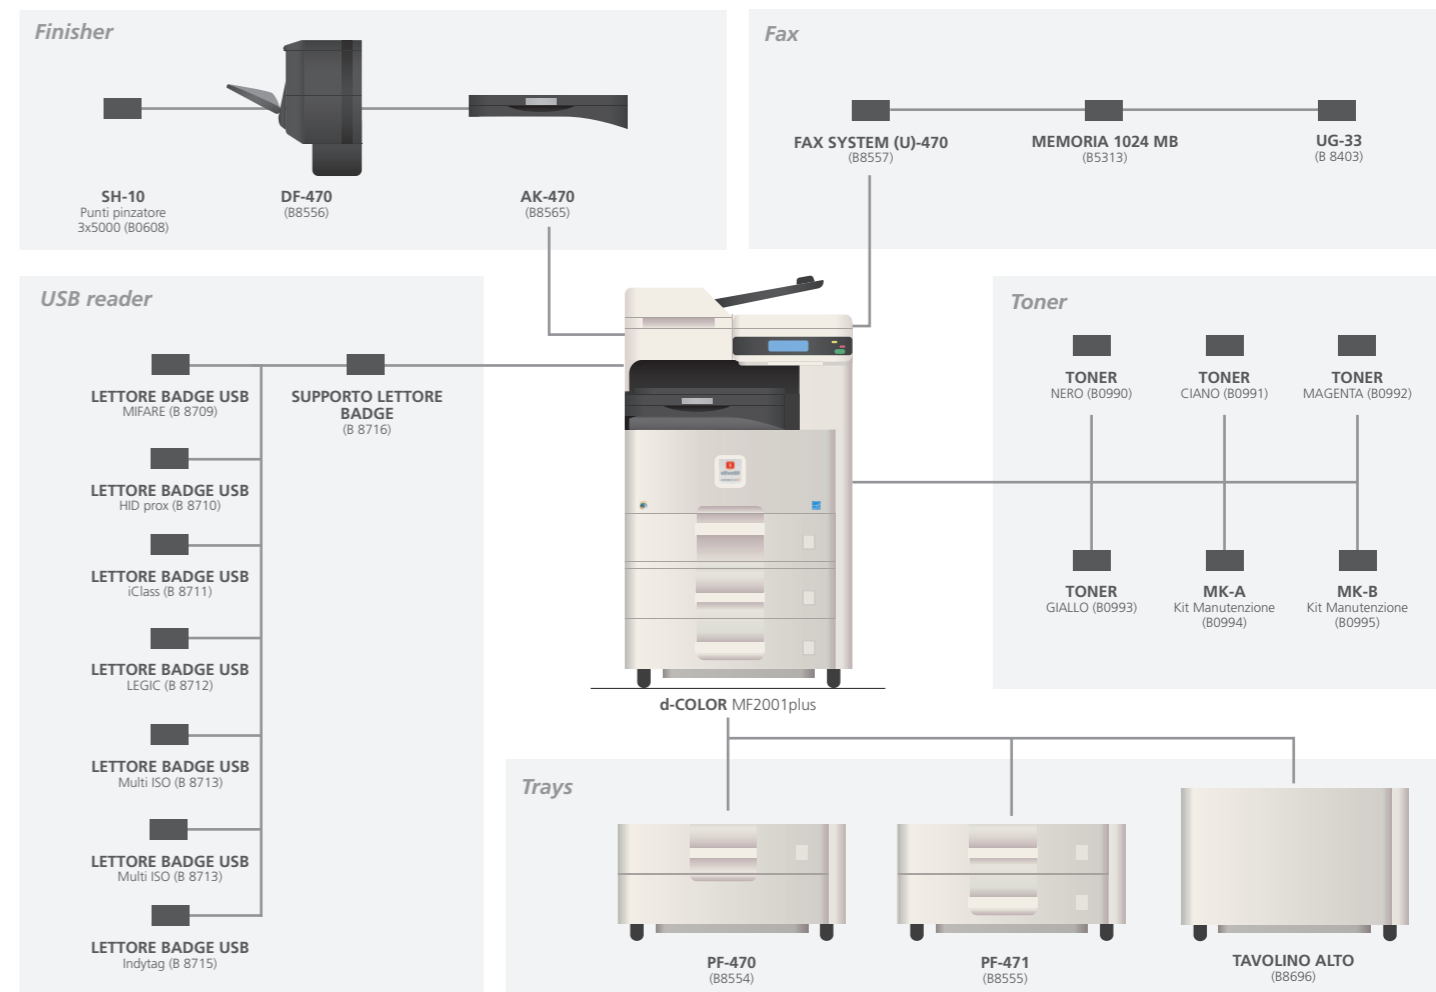 Finisher
SH-10
Punti pinzatore
3x5000 (B0608)
DF-470
(B8556)
AK-470
(B8565)
Fax
FAX SYSTEM (U)-470
(B8557)
MEMORIA 1024 MB
(B5313)
UG-33
(B 8403)
USB reader
LETTORE BADGE USB
MIFARE (B 8709)
SUPPORTO LETTORE
BADGE
(B 8716)
LETTORE BADGE USB
HID prox (B 8710)
LETTORE BADGE USB
iClass (B 8711)
LETTORE BADGE USB
LEGIC (B 8712)
LETTORE BADGE USB
Multi ISO (B 8713)
LETTORE BADGE USB
Multi ISO (B 8713)
LETTORE BADGE USB
Indytag (B 8715)
Toner
TONER
NERO (B0990)
TONER
CIANO (B0991)
TONER
MAGENTA (B0992)
TONER
GIALLO (B0993)
MK-A
Kit Manutenzione
(B0994)
MK-B
Kit Manutenzione
(B0995)
d-COLOR MF2001plus
Trays
PF-470
(B8554)
PF-471
(B8555)
TAVOLINO ALTO
(B8696)